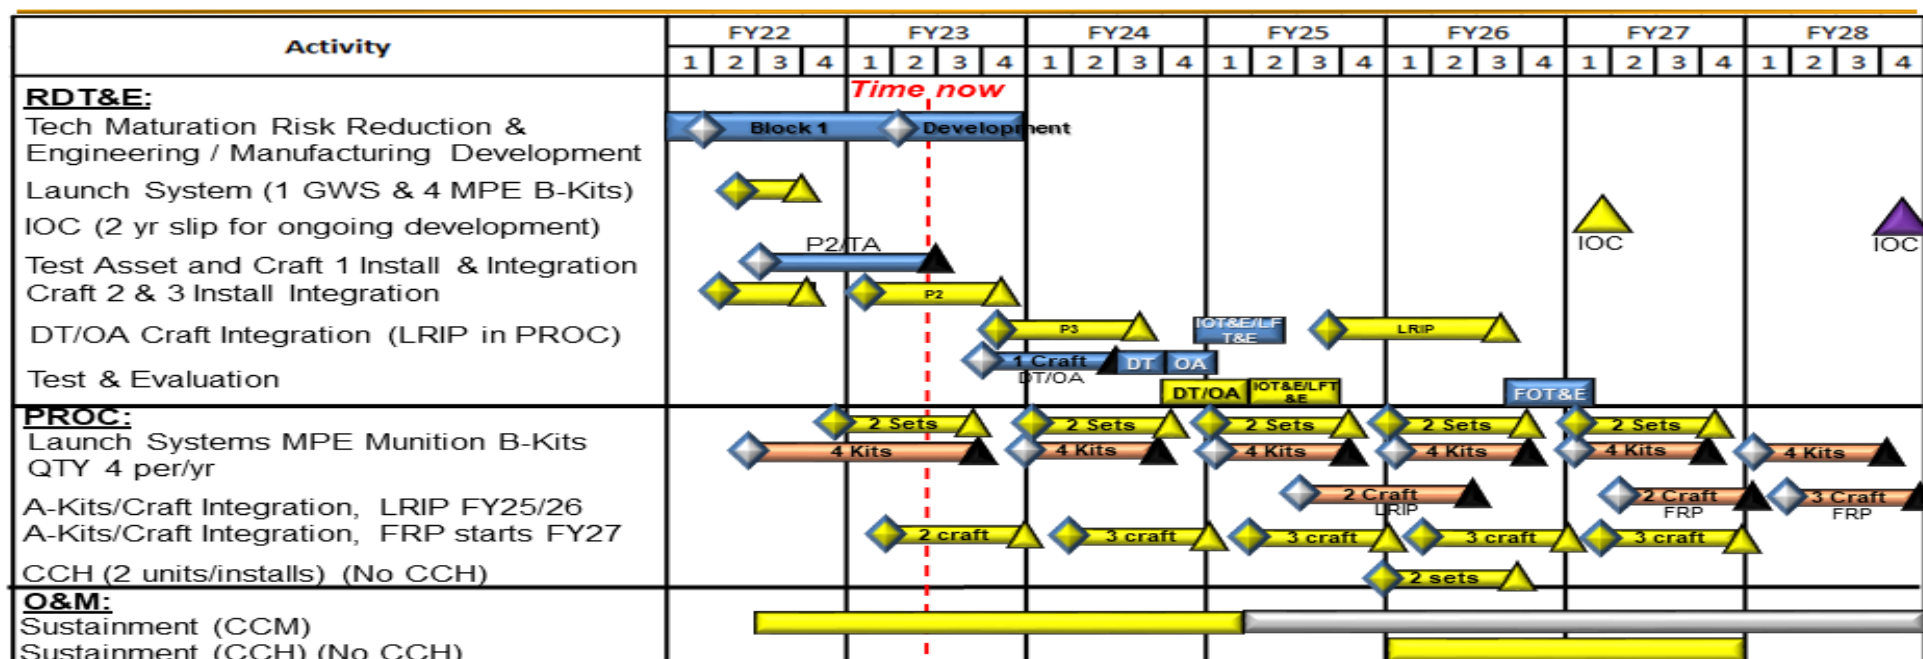 Activity
FY22 FY23 FY24 FY25 FY26 FY27 FY28
1 2 3 4 1 2 3 4 1 2 3 4 1 2 3 4 1 2 3 4 1 2 3 4 1 2 3 4
RDT&E:
Time now
Tech Maturation Risk Reduction &
Engineering / Manufacturing Development
Block 1 Development
Launch System (1 GWS & 4 MPE B-Kits)
IOC (2 yr slip for ongoing development)
IOC IOC
P2/TA
Test Asset and Craft 1 Install & Integration
Craft 2 & 3 Install Integration
P2
DT/OA Craft Integration (LRIP in PROC)
P3
IOT&E/LF
T&E
LRIP
1 Craft DT OA
DT/OA
Test & Evaluation
DT/OA
IOT&E/LFT
&E
FOT&E
PROC:
2 Sets 2 Sets 2 Sets 2 Sets 2 Sets
Launch Systems MPE Munition B-Kits
QTY 4 per/yr
4 Kits 4 Kits 4 Kits 4 Kits 4 Kits 4 Kits
A-Kits/Craft Integration, LRIP FY25/26
2 Craft 2 Craft 3 Craft
LRIP FRP FRP
A-Kits/Craft Integration, FRP starts FY27
2 craft 3 craft 3 craft 3 craft 3 craft
CCH (2 units/installs) (No CCH)
2 sets
O&M:
Sustainment (CCM)
Sustainment (CCH) (No CCH)